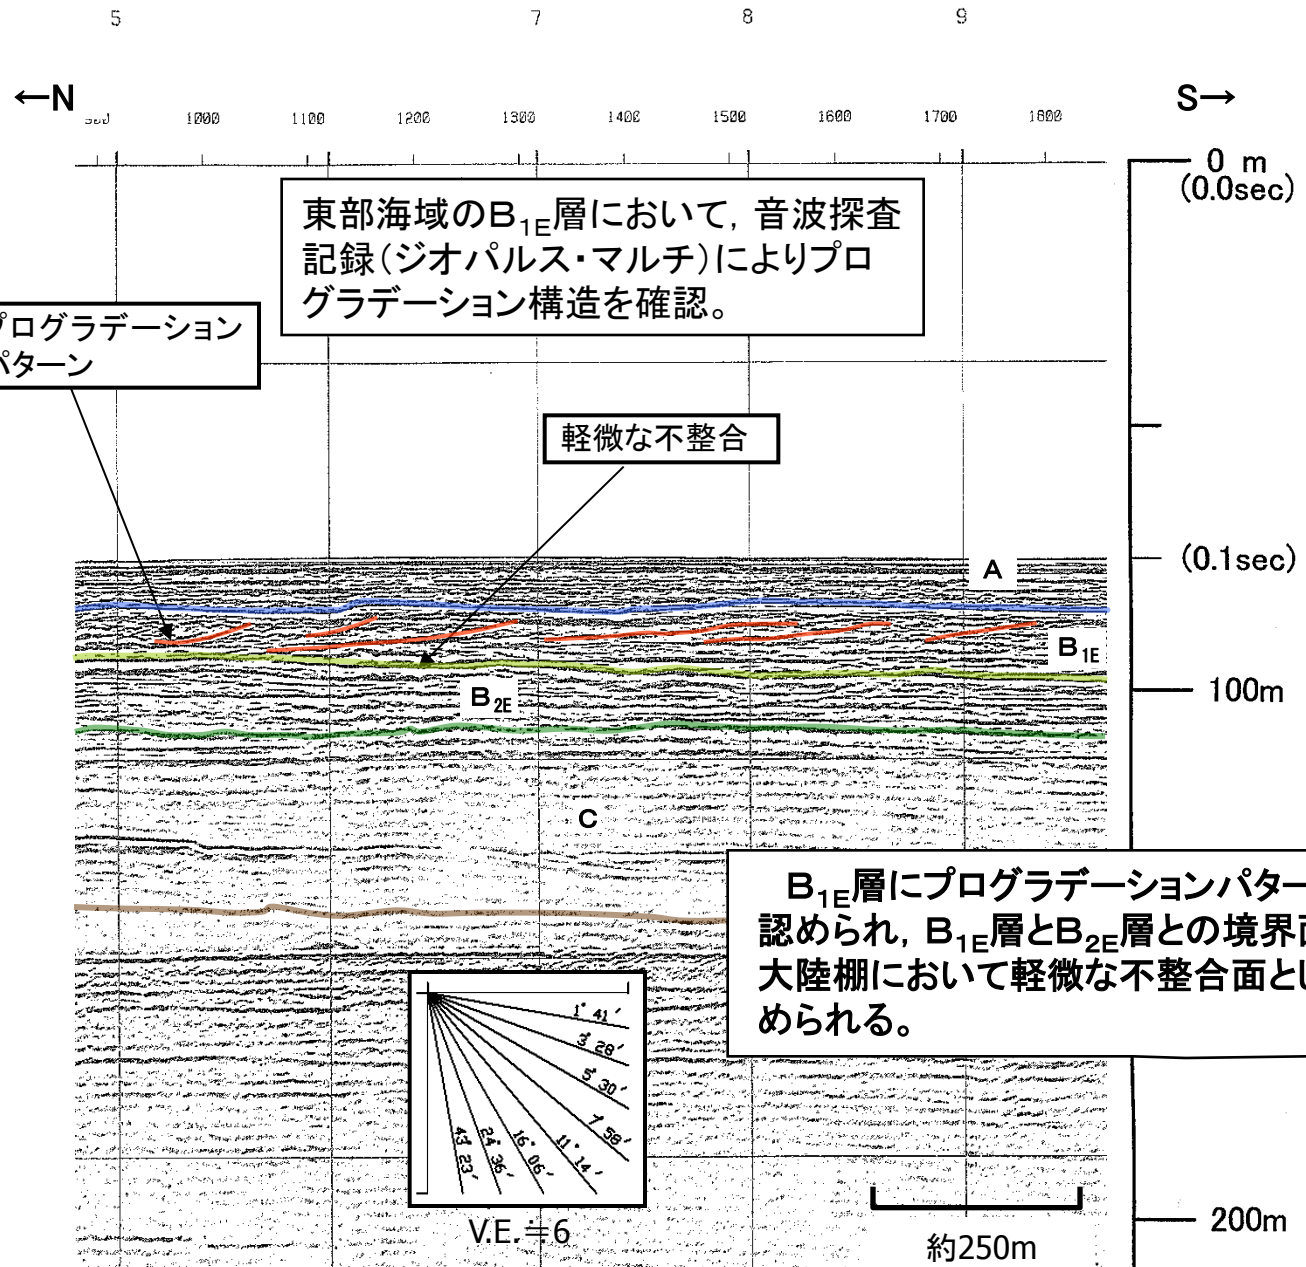 5 7 8 9
←N S→
1000 1100 1200 1300 1400 1500 1600 1700 1800
0 m
(0.0sec)
東部海域のB1E層において，音波探査
記録（ジオパルス・マルチ）によりプロ
グラデーション構造を確認。
プログラデーション
パターン
軽微な不整合
A
(0.1sec)
B1E
B2E
100m
C
B1E層にプログラデーションパター
認められ，B1E層とB2E層との境界
大陸棚において軽微な不整合面とし
められる。
1° 41′
3° 28′
5° 30′
7° 58′
11° 14′
16° 06′
24° 36′
43° 23′
V.E.≒6
約250m
200m